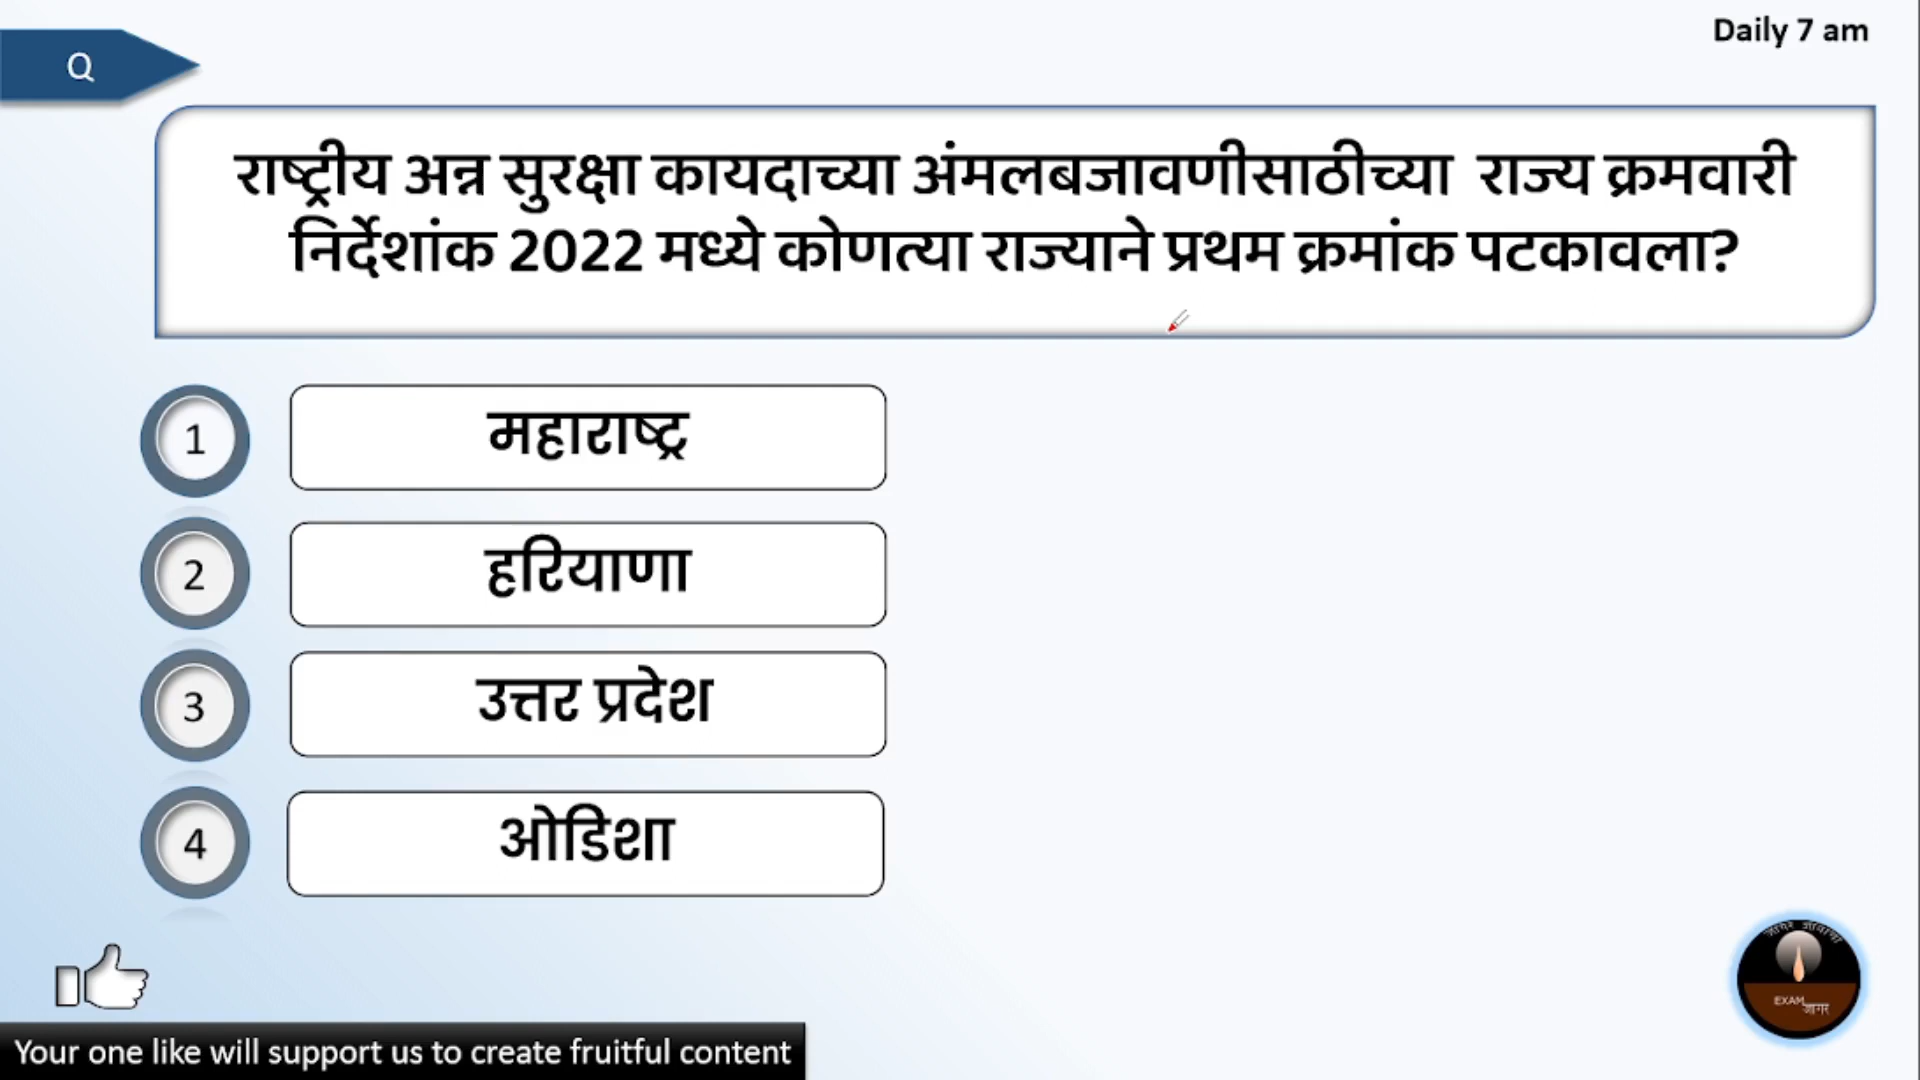 Daily 7 am
Q
राष्ट्रीय अन्न सुरक्षा कायदाच्या अंमलबजावणीसाठीच्या राज्य क्रमवारी
निर्देशांक 2022 मध्ये कोणत्या राज्याने प्रथम क्रमांक पटकावला?
1 महाराष्ट्र
2 हरियाणा
3 उत्तर प्रदेश
4 ओडिशा
EXAM
जागर
Your one like will support us to create fruitful content